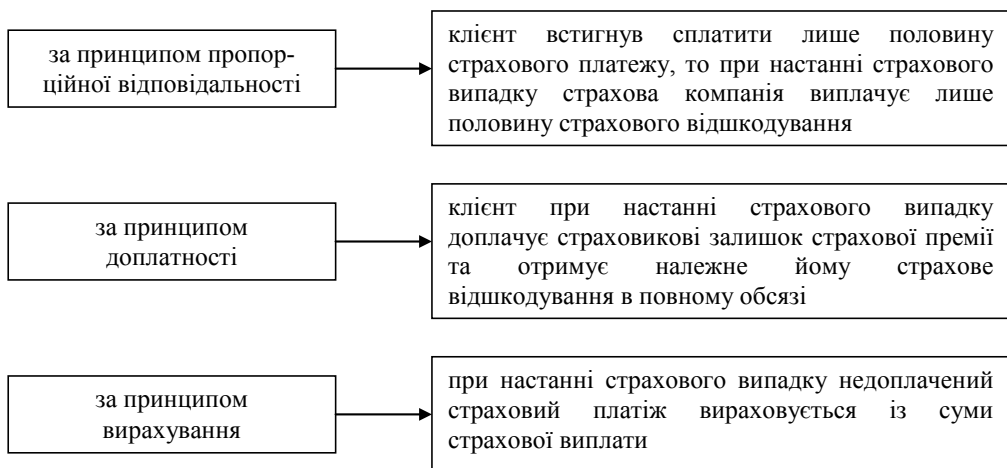 за принципом пропор-
ційної відповідальності
клієнт встигнув сплатити лише половину
страхового платежу, то при настанні страхового
випадку страхова компанія виплачує лише
половину страхового відшкодування
за принципом
доплатності
клієнт при настанні страхового випадку
доплачує страховикові залишок страхової премії
та отримує належне йому страхове
відшкодування в повному обсязі
за принципом
вирахування
при настанні страхового випадку недоплачений
страховий платіж вираховується із суми
страхової виплати